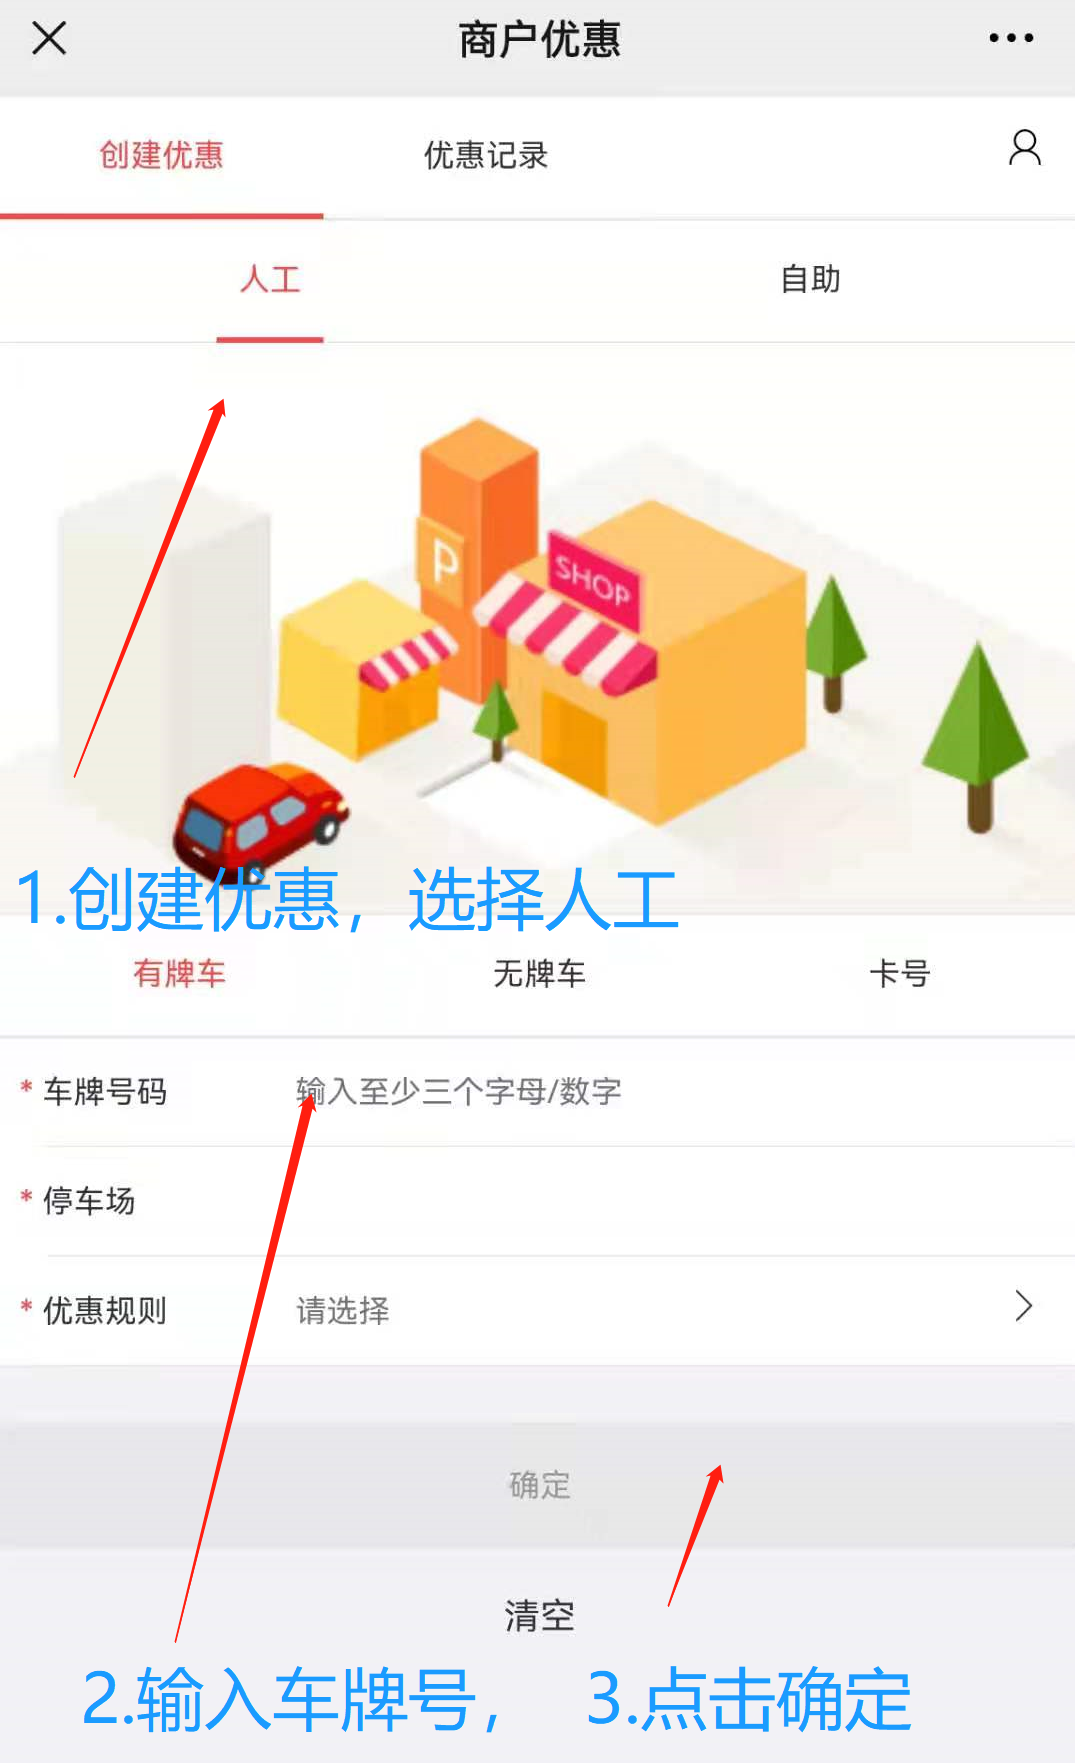 商户优惠
创建优惠 优惠记录
人工 自助
P
SHOP
1.创建优惠，选择人工
有牌车 无牌车 卡号
* 车牌号码 输入至少三个字母/数字
* 停车场
* 优惠规则 请选择
确定
清空
2.输入车牌号， 3.点击确定